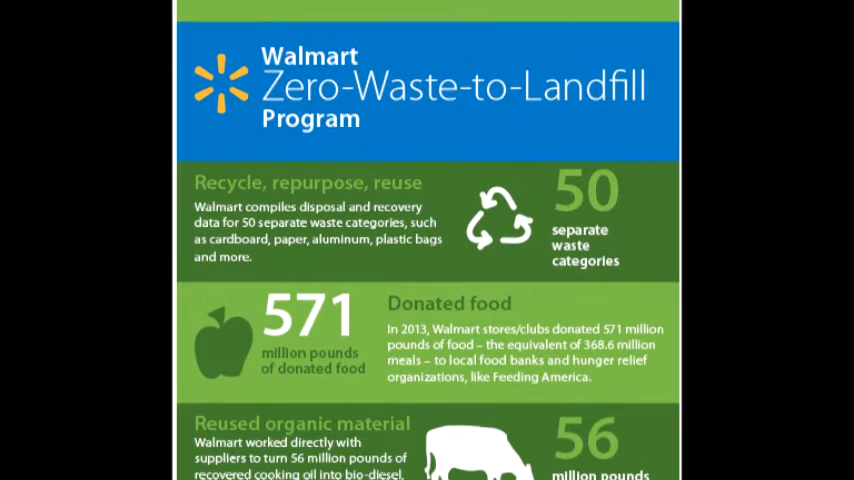 Walmart
Zero-Waste-to-Landfill
Program
Recycle, repurpose, reuse
Walmart compiles disposal and recovery
data for 50 separate waste categories, such
as cardboard, paper, aluminum, plastic bags
and more.
50
separate
waste
categories
571
million pounds
of donated food
Donated food
In 2013, Walmart stores/clubs donated 571 million
pounds of food – the equivalent of 368.6 million
meals – to local food banks and hunger relief
organizations, like Feeding America.
Reused organic material
Walmart worked directly with
suppliers to turn 56 million pounds of
recovered cooking oil into bio-diesel,
56
million pounds